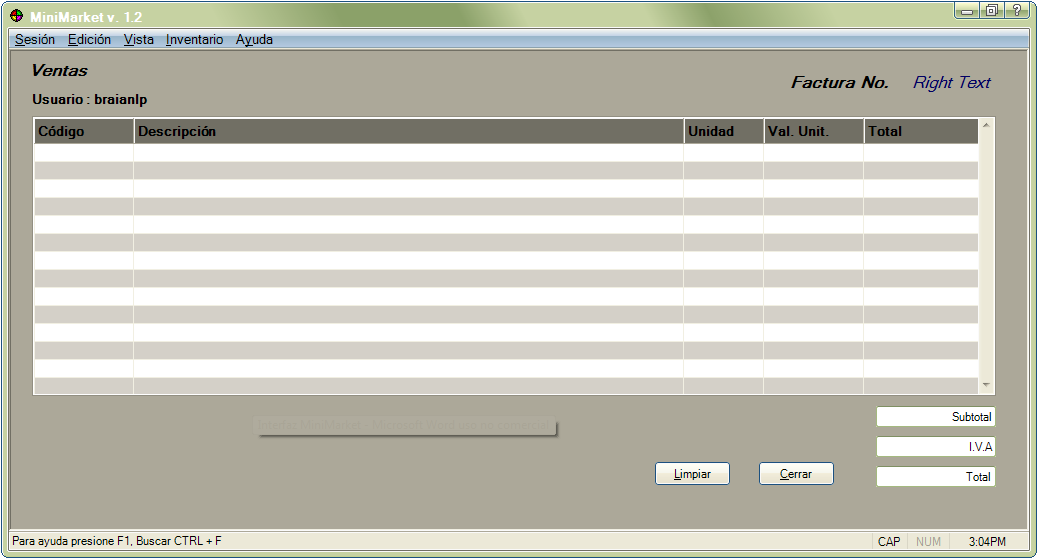 MiniMarket v. 1.2
Sesión Edición Vista Inventario Ayuda
Ventas
Factura No. Right Text
Usuario : braianlp
Código Descripción Unidad Val. Unit. Total
Subtotal
I.V.A
Limpiar Cerrar Total
Para ayuda presione F1, Buscar CTRL + F CAP NUM 3:04PM